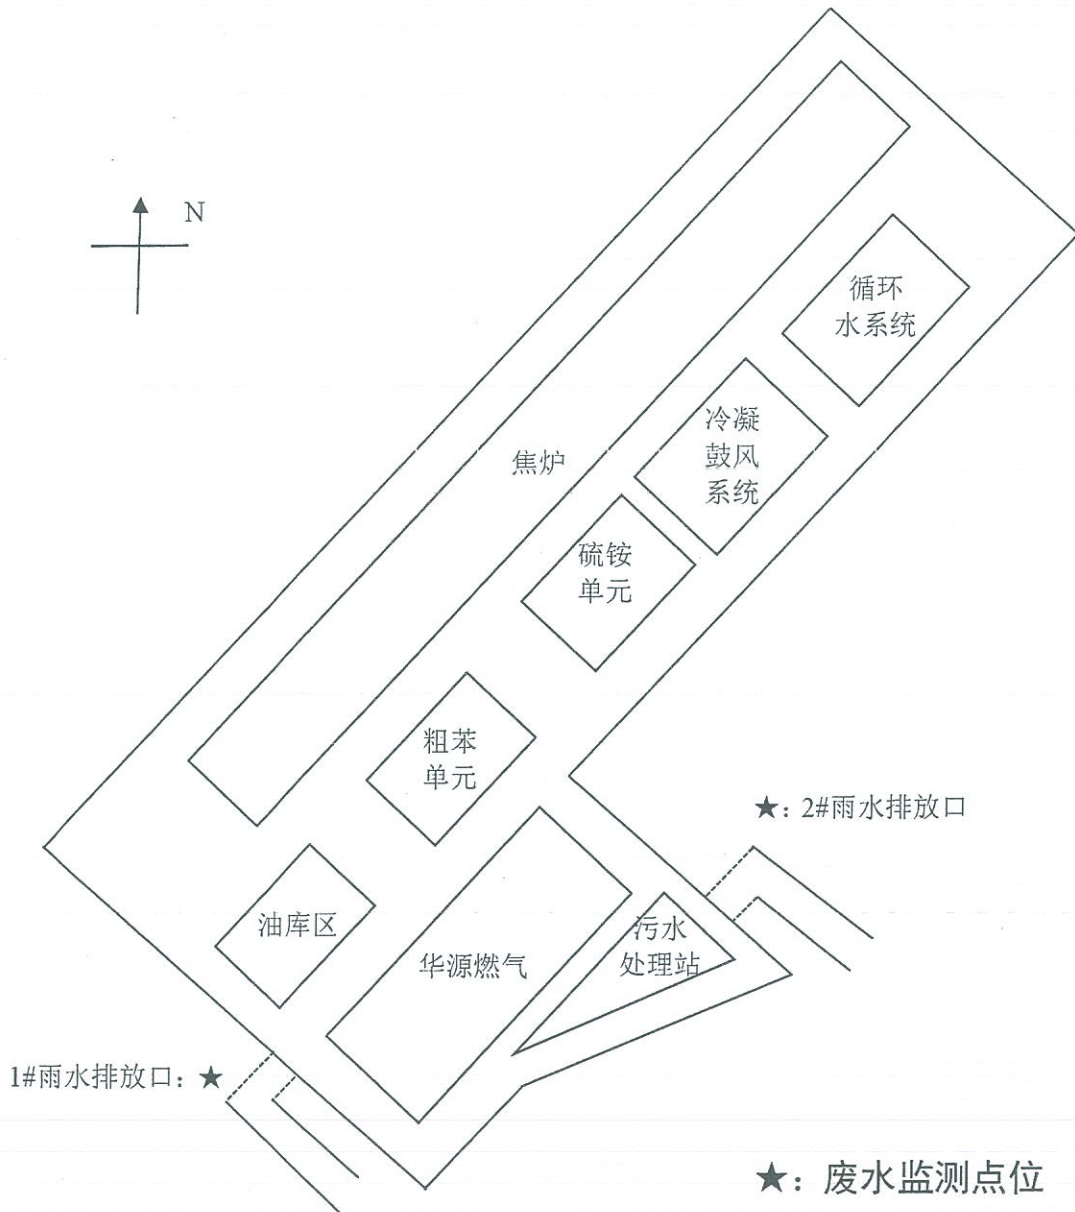 N
循环
水系统
冷凝
鼓风
系统
焦炉
硫铵
单元
粗苯
单元
★：2#雨水排放口
油库区
华源燃气
污水
处理站
1#雨水排放口：★
★：废水监测点位